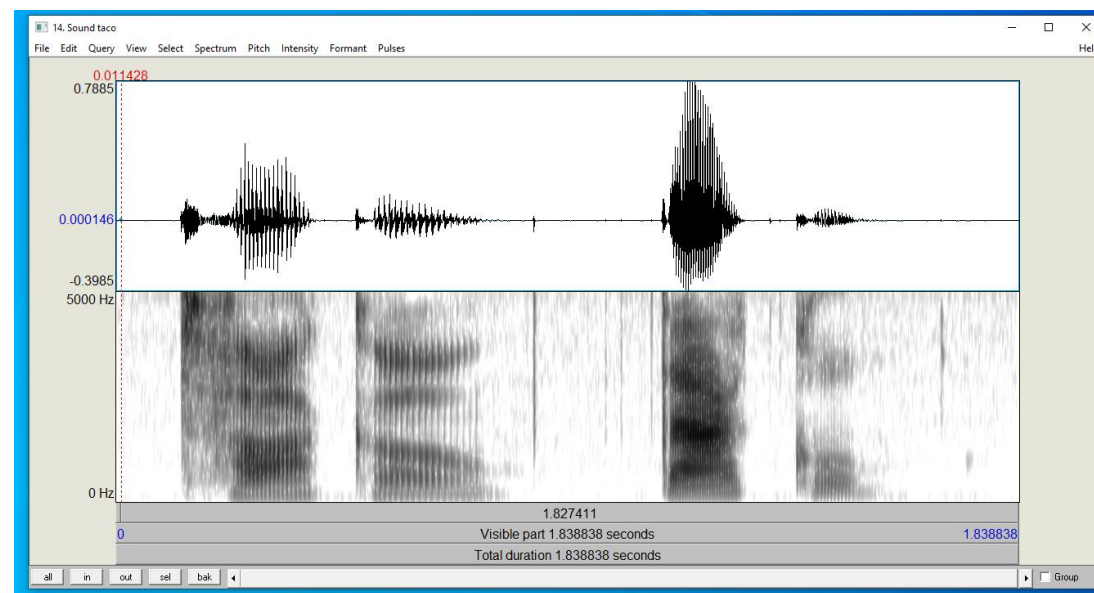 14. Sound taco
File Edit Query View Select Spectrum Pitch Intensity Formant Pulses Hel
0.011428
0.7885
0.000146
-0.3985
5000 Hz
0 Hz
1.827411
0 Visible part 1.838838 seconds 1.838838
Total duration 1.838838 seconds
all in out sel bak Group